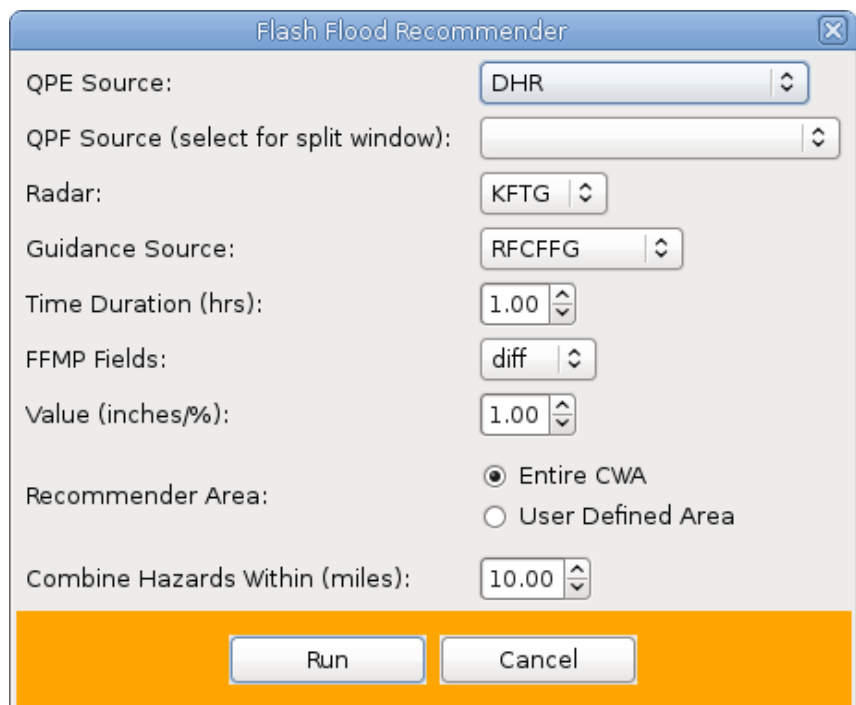 Flash Flood Recommender
QPE Source: DHR
QPF Source (select for split window):
Radar: KFTG
Guidance Source: RFCFFG
Time Duration (hrs): 1.00
FFMP Fields: diff
Value (inches/%): 1.00
Recommender Area:
Entire CWA
User Defined Area
Combine Hazards Within (miles): 10.00
Run Cancel